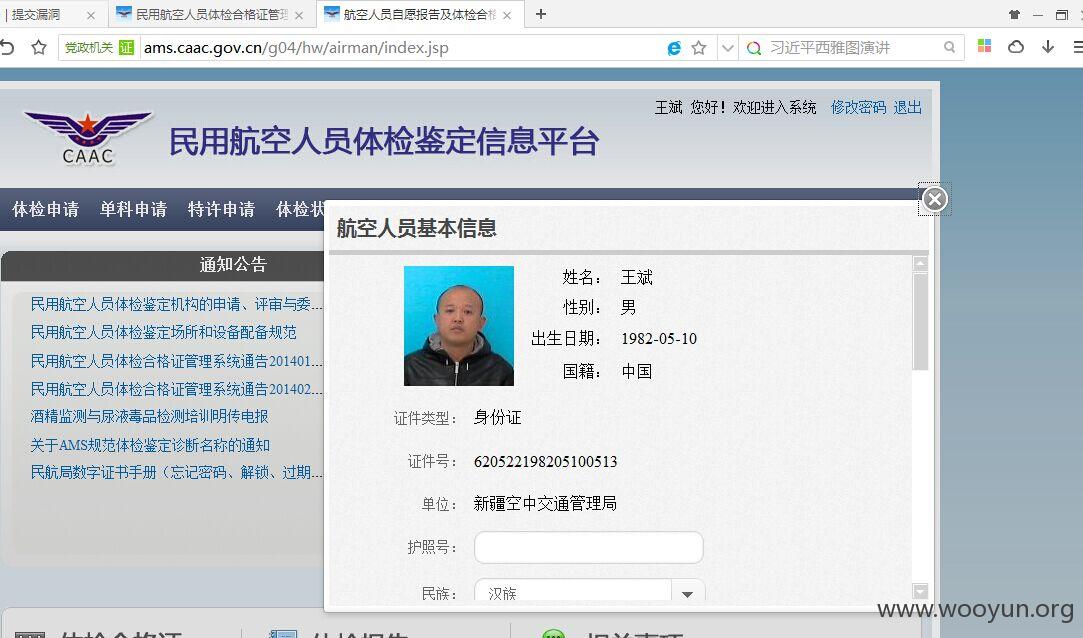 提交漏洞
民用航空人员体检合格证管理
航空人员自愿报告及体检合格
党政机关 证 ams.caac.gov.cn/g04/hw/airman/index.jsp 习近平西雅图演讲
王斌 您好！欢迎进入系统 修改密码 退出
CAAC
民用航空人员体检鉴定信息平台
体检申请 单科申请 特许申请 体检状
航空人员基本信息
通知公告
民用航空人员体检鉴定机构的申请、评审与委...
民用航空人员体检鉴定场所和设备配备规范
民用航空人员体检合格证管理系统通告201401...
民用航空人员体检合格证管理系统通告201402...
酒精监测与尿液毒品检测培训明传电报
关于AMS规范体检鉴定诊断名称的通知
民航局数字证书手册（忘记密码、解锁、过期...
姓名： 王斌
性别： 男
出生日期： 1982-05-10
国籍： 中国
证件类型： 身份证
证件号： 620522198205100513
单位： 新疆空中交通管理局
护照号：
民族： 汉族
www.wooyun.org
体检合格证 体检报告 相关事项